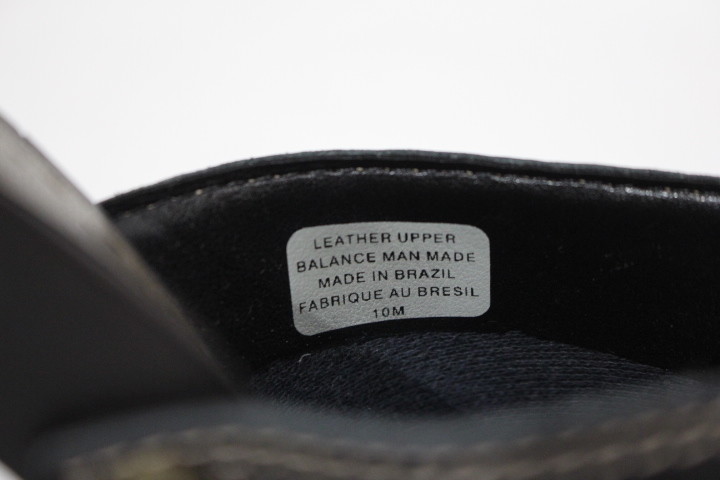 LEATHER UPPER
BALANCE MAN MADE
MADE IN BRAZIL
FABRIQUE AU BRESIL
10M